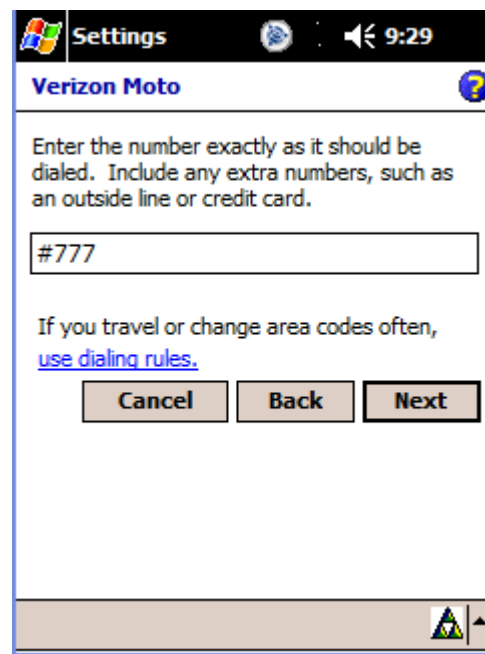 Settings 9:29
Verizon Moto
Enter the number exactly as it should be
dialed.  Include any extra numbers, such as
an outside line or credit card.
#777
If you travel or change area codes often,
use dialing rules.
Cancel Back Next